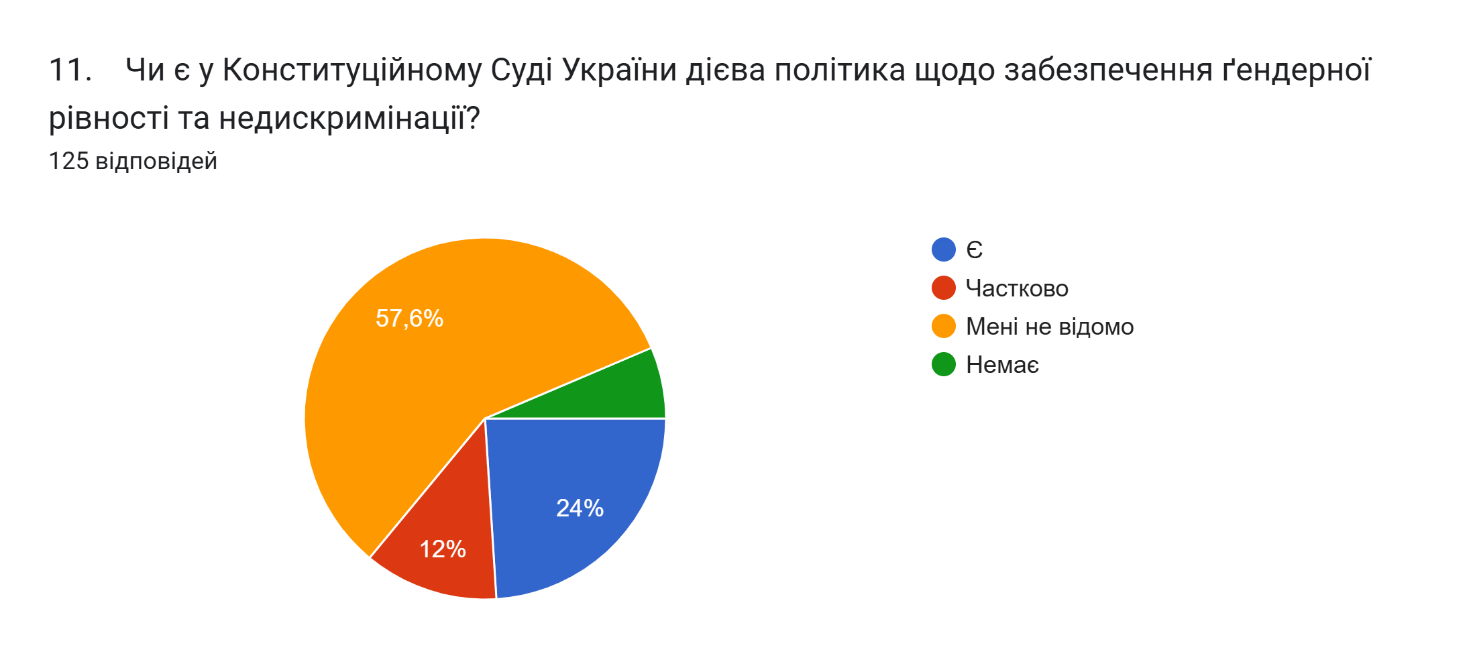 11. Чи є у Конституційному Суді України дієва політика щодо забезпечення ґендерної
рівності та недискримінації?
125 відповідей
57,6%
24%
12%
Є
Частково
Мені не відомо
Немає